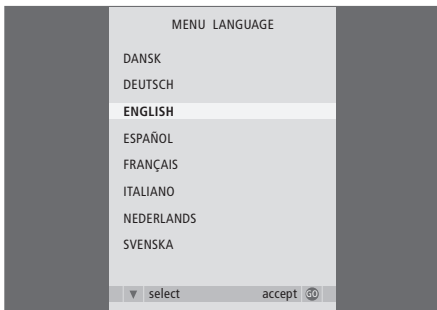 MENU LANGUAGE
DANSK
DEUTSCH
ENGLISH
ESPAÑOL
FRANÇAIS
ITALIANO
NEDERLANDS
SVENSKA
▼ select accept GO